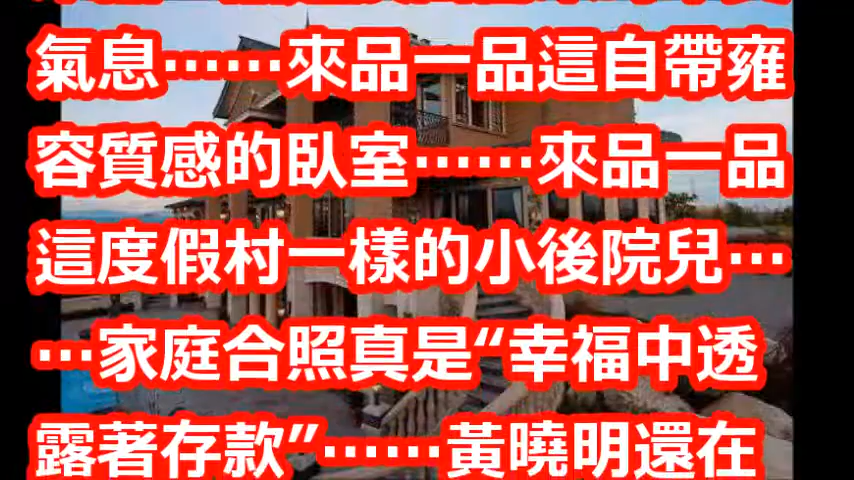 氣息⋯⋯來品一品這自帶雍
容質感的臥室⋯⋯來品一品
這度假村一樣的小後院兒⋯
⋯家庭合照真是“幸福中透
露著存款”⋯⋯黃曉明還在